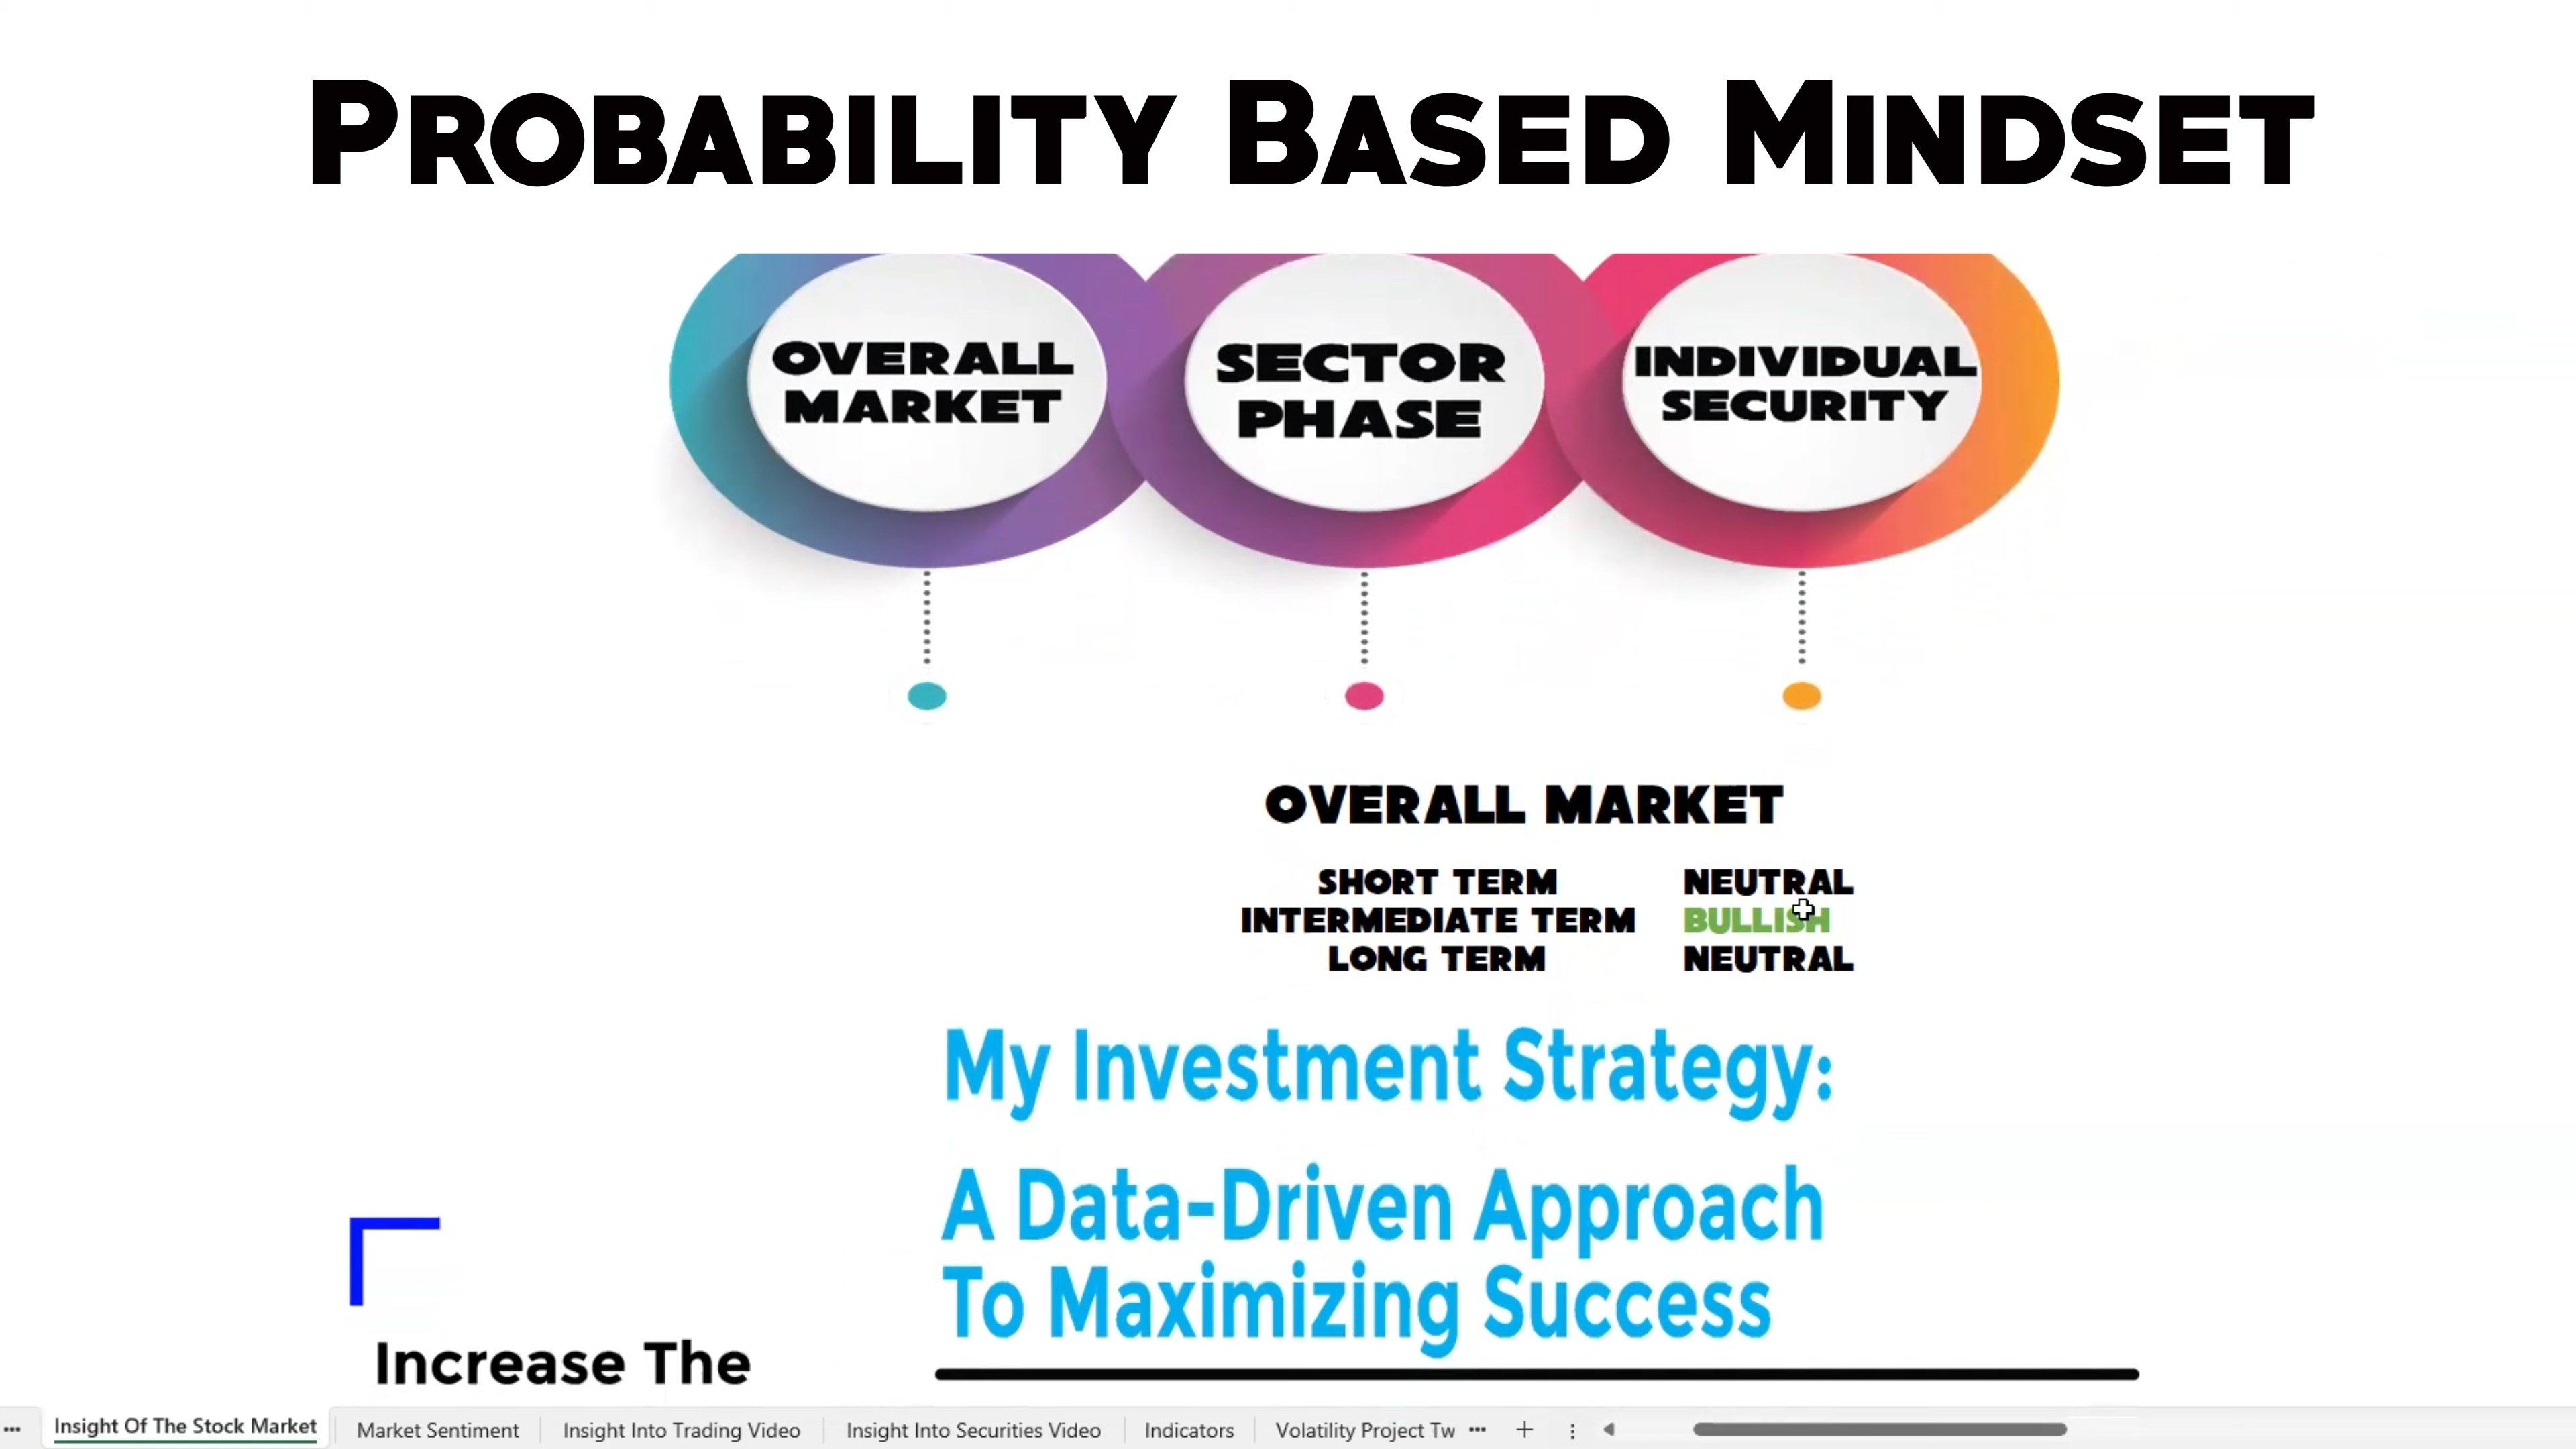 PROBABILITY BASED MINDSET
OVERALL
MARKET
SECTOR
PHASE
INDIVIDUAL
SECURITY
OVERALL MARKET
SHORT TERM NEUTRAL
INTERMEDIATE TERM BULLISH
LONG TERM NEUTRAL
My Investment Strategy:
A Data-Driven Approach
To Maximizing Success
Increase The
Insight Of The Stock Market Market Sentiment Insight Into Trading Video Insight Into Securities Video Indicators Volatility Project Tw